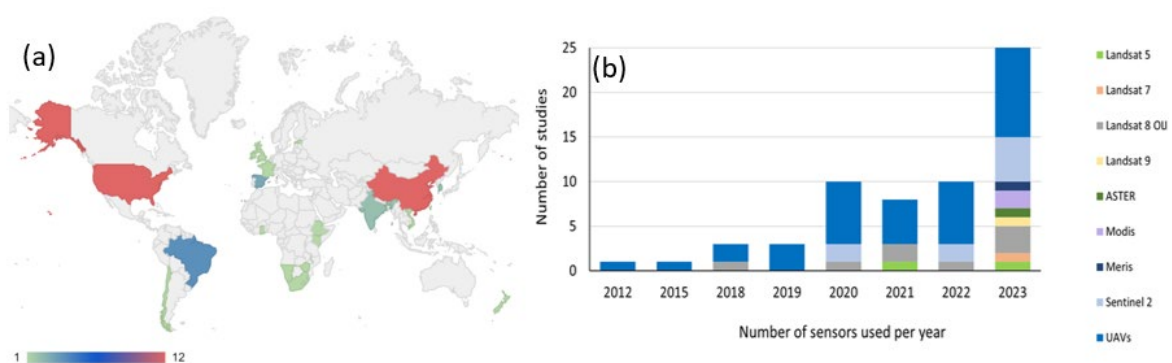 (a)
1
12
(b)
Number of studies
25
20
15
10
5
0
2012 2015 2018 2019 2020 2021 2022 2023
Number of sensors used per year
Landsat 5
Landsat 7
Landsat 8 OLI
Landsat 9
ASTER
Modis
Meris
Sentinel 2
UAVs